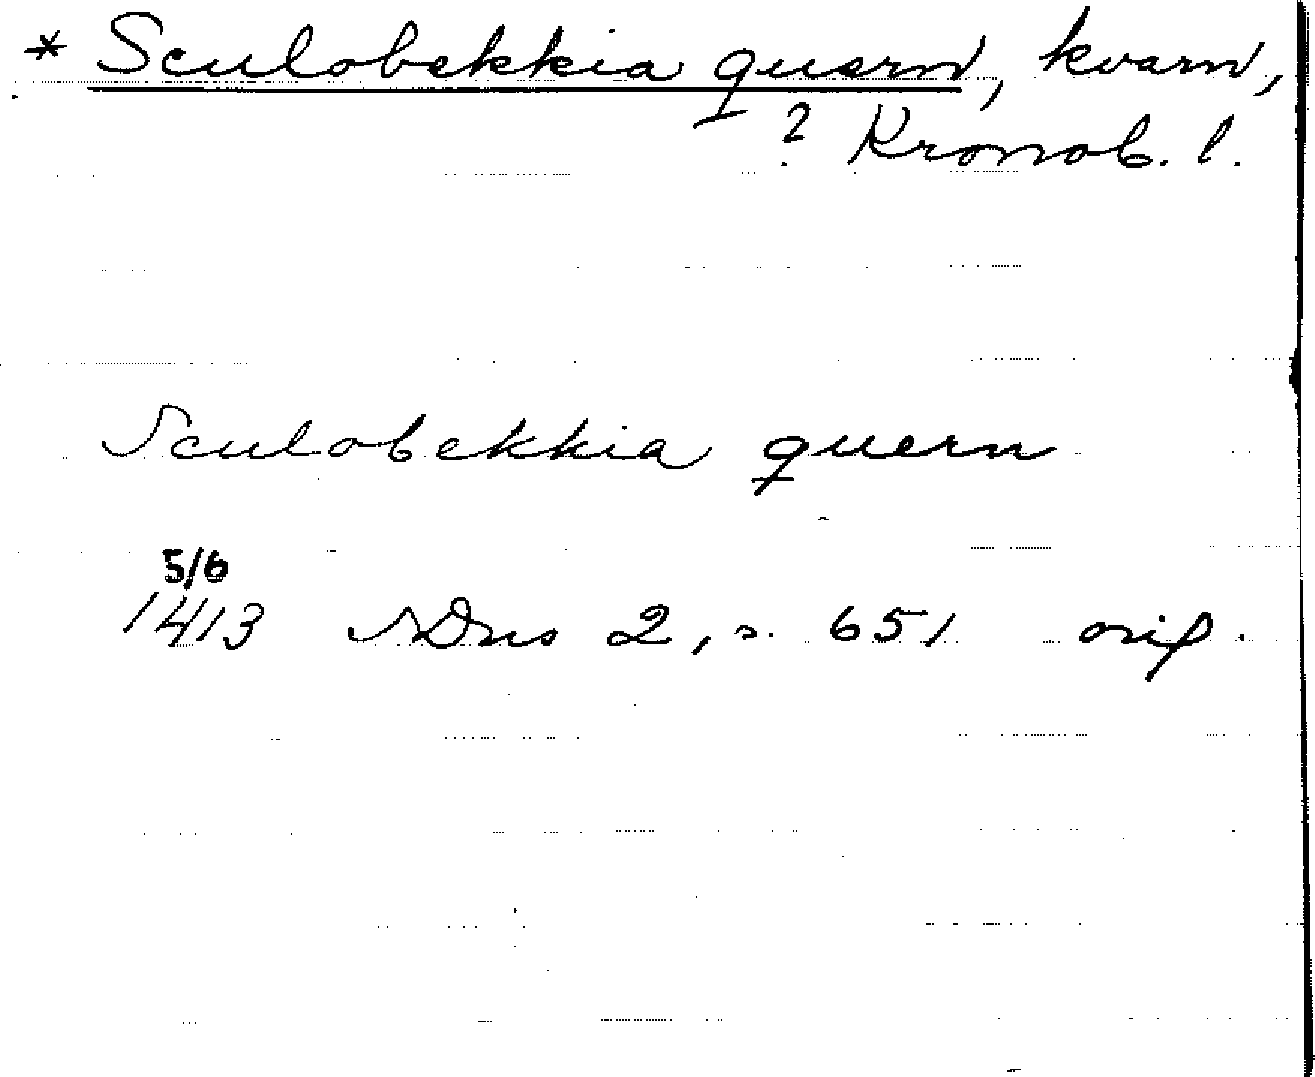 * Sculobekkia quern, kvarn,
? Kronob. l.
Sculobekkia quern
5/6
1413 SDns 2, s. 651 orig.